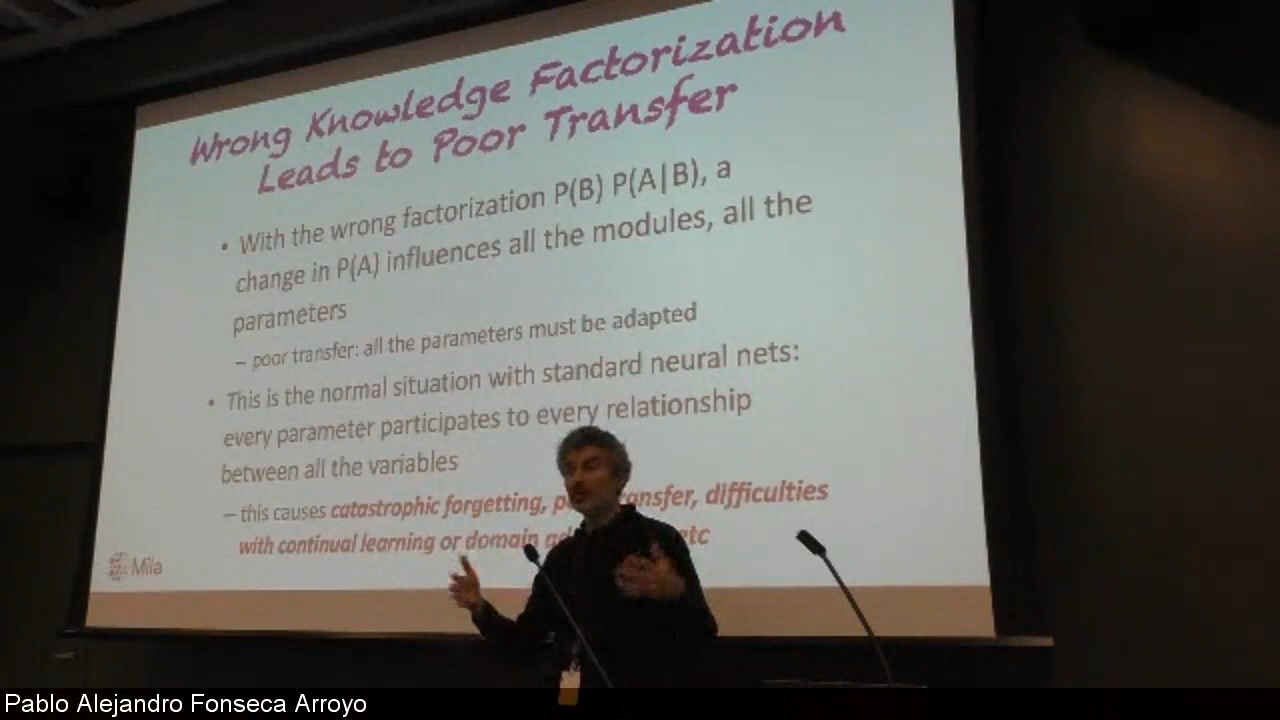 Wrong Knowledge Factorization
Leads to Poor Transfer
• With the wrong factorization P(B) P(A|B), a
change in P(A) influences all the modules, all the
parameters
– poor transfer: all the parameters must be adapted
• This is the normal situation with standard neural nets:
every parameter participates to every relationship
between all the variables
– this causes catastrophic forgetting, difficulties
with continual learning or domain etc
Mila
Pablo Alejandro Fonseca Arroyo